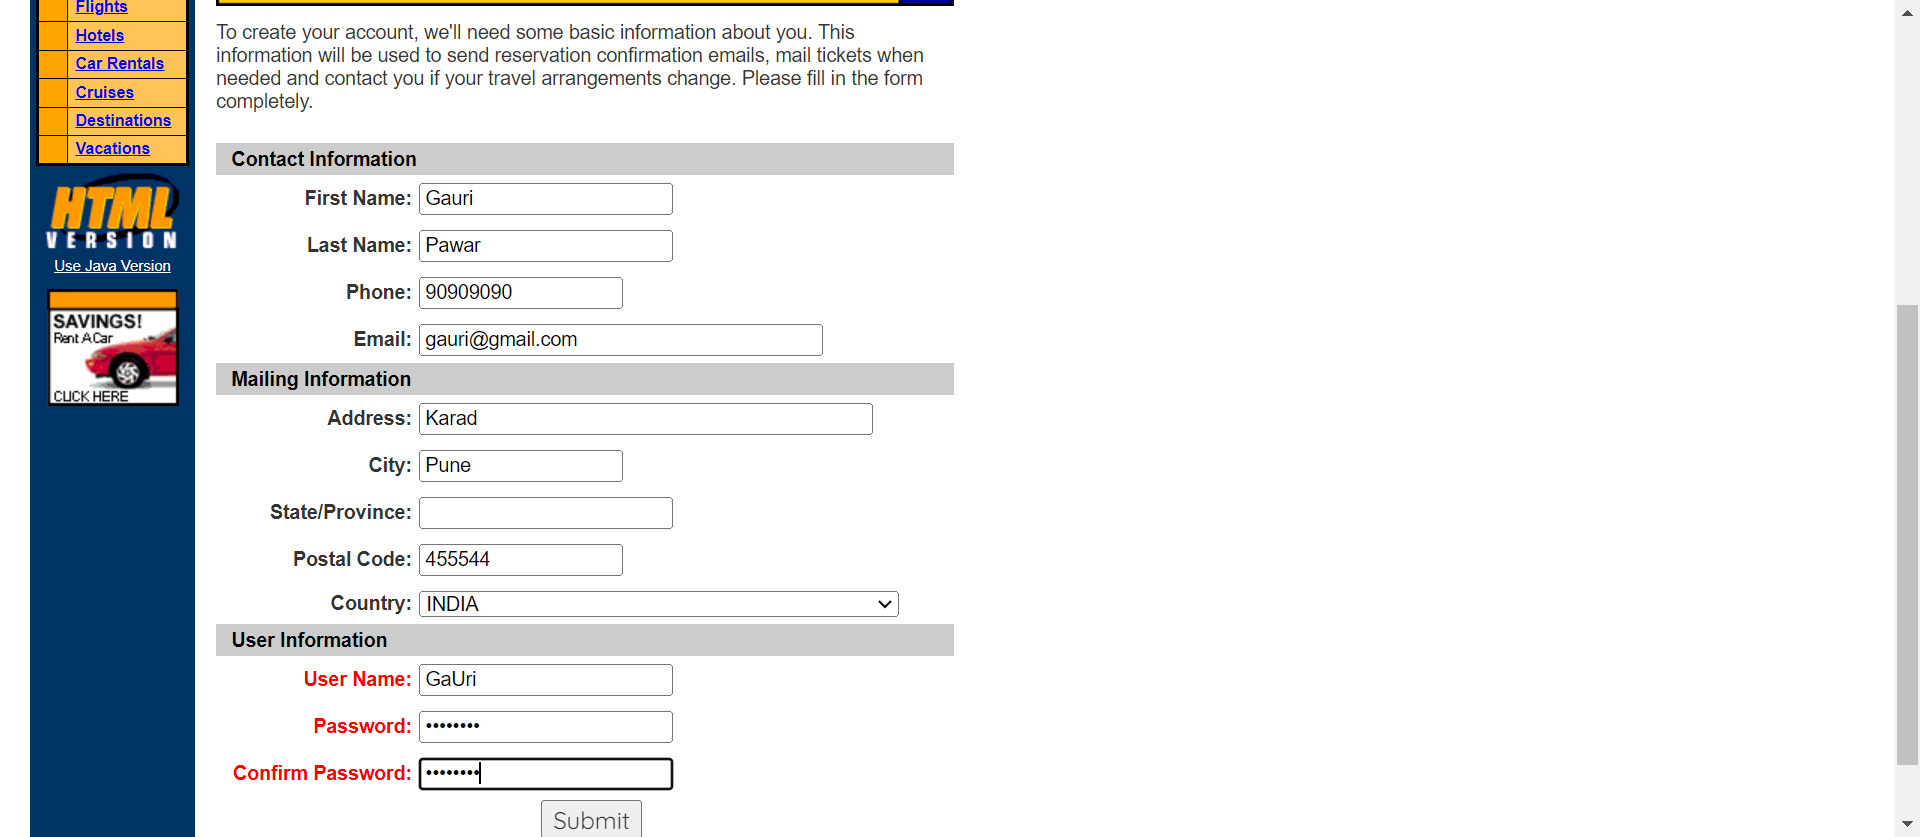 Flights
Hotels
Car Rentals
Cruises
Destinations
Vacations
HTML
VERSION
Use Java Version
SAVINGS!
Rent A Car
CLICK HERE
To create your account, we'll need some basic information about you. This
information will be used to send reservation confirmation emails, mail tickets when
needed and contact you if your travel arrangements change. Please fill in the form
completely.
Contact Information
First Name: Gauri
Last Name: Pawar
Phone: 90909090
Email: gauri@gmail.com
Mailing Information
Address: Karad
City: Pune
State/Province:
Postal Code: 455544
Country: INDIA
User Information
User Name: GaUri
Password: ••••••••
Confirm Password: ••••••••
Submit